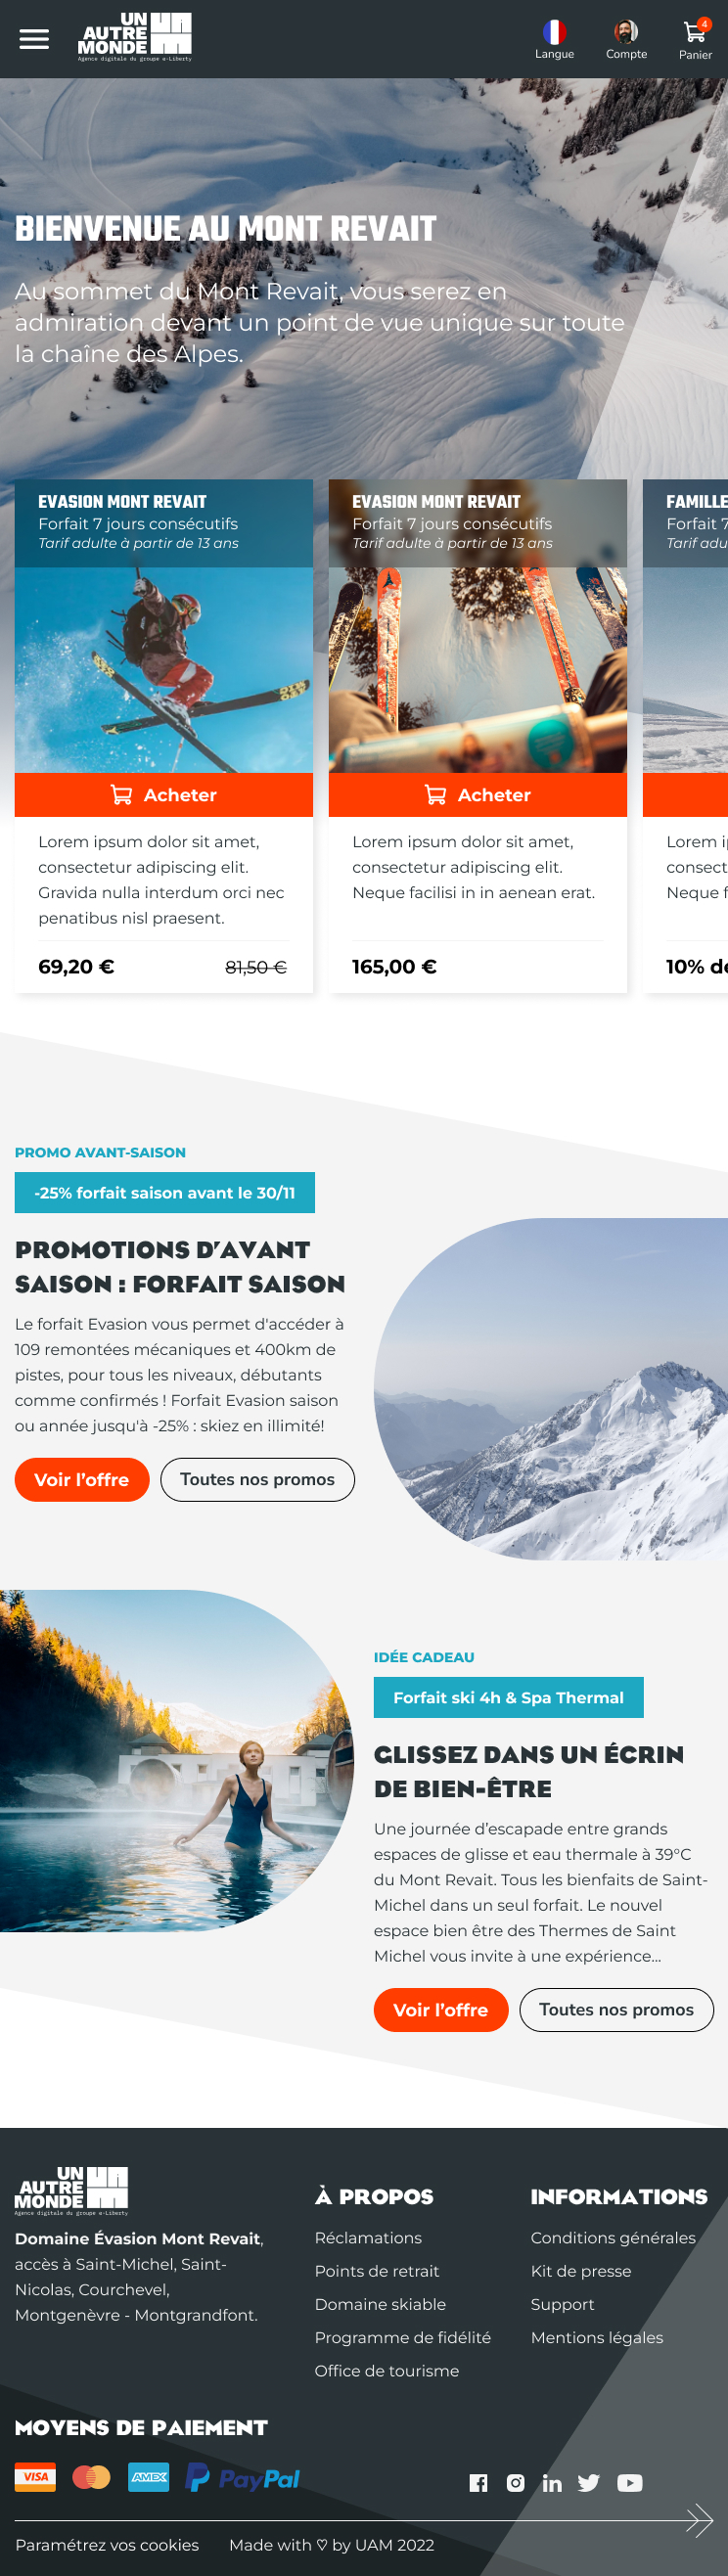 UN
AUTRE
MONDE
Agence digitale du groupe e-Liberty
Langue
Compte
4
Panier
BIENVENUE AU MONT REVAIT
Au sommet du Mont Revait, vous serez en
admiration devant un point de vue unique sur toute
la chaîne des Alpes.
EVASION MONT REVAIT
Forfait 7 jours consécutifs
Tarif adulte à partir de 13 ans
Acheter
Lorem ipsum dolor sit amet,
consectetur adipiscing elit.
Gravida nulla interdum orci nec
penatibus nisl praesent.
69,20 € 81,50 €
EVASION MONT REVAIT
Forfait 7 jours consécutifs
Tarif adulte à partir de 13 ans
Acheter
Lorem ipsum dolor sit amet,
consectetur adipiscing elit.
Neque facilisi in in aenean erat.
165,00 €
FAMILLE
Forfait 7
Tarif adu
Lorem i
consect
Neque f
10% d
PROMO AVANT-SAISON
-25% forfait saison avant le 30/11
PROMOTIONS D'AVANT
SAISON : FORFAIT SAISON
Le forfait Evasion vous permet d'accéder à
109 remontées mécaniques et 400km de
pistes, pour tous les niveaux, débutants
comme confirmés ! Forfait Evasion saison
ou année jusqu'à -25% : skiez en illimité!
Voir l'offre
Toutes nos promos
IDÉE CADEAU
Forfait ski 4h & Spa Thermal
GLISSEZ DANS UN ÉCRIN
DE BIEN-ÊTRE
Une journée d'escapade entre grands
espaces de glisse et eau thermale à 39°C
du Mont Revait. Tous les bienfaits de Saint-
Michel dans un seul forfait. Le nouvel
espace bien être des Thermes de Saint
Michel vous invite à une expérience...
Voir l'offre
Toutes nos promos
UN
AUTRE
MONDE
Agence digitale du groupe e-Liberty
Domaine Évasion Mont Revait,
accès à Saint-Michel, Saint-
Nicolas, Courchevel,
Montgenèvre - Montgrandfont.
À PROPOS
Réclamations
Points de retrait
Domaine skiable
Programme de fidélité
Office de tourisme
INFORMATIONS
Conditions générales
Kit de presse
Support
Mentions légales
MOYENS DE PAIEMENT
VISA
AMEX
PayPal
Paramétrez vos cookies
Made with ♡ by UAM 2022